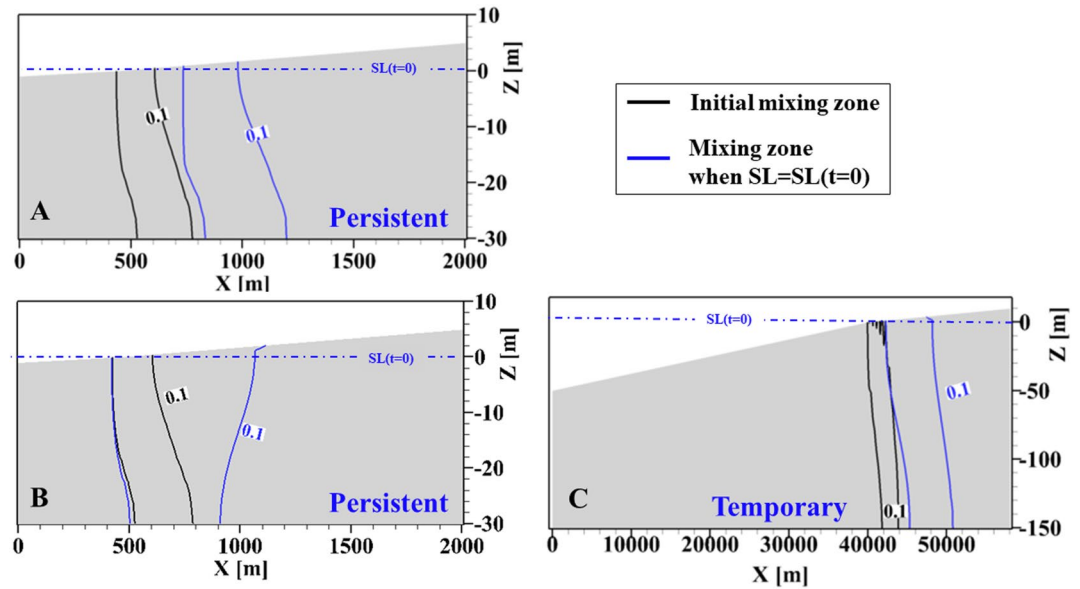 10
SL(t=0)
0
0.1
0.1
-10
-20
A
Persistent
-30
Z [m]
0
500
1000
1500
2000
X [m]
Initial mixing zone
Mixing zone
when SL=SL(t=0)
10
SL(t=0)
0
0.1
0.1
-10
-20
B
Persistent
-30
Z [m]
0
500
1000
1500
2000
X [m]
SL(t=0)
0
0.1
-50
-100
C
Temporary
0.1
-150
Z [m]
0
10000
20000
30000
40000
50000
X [m]